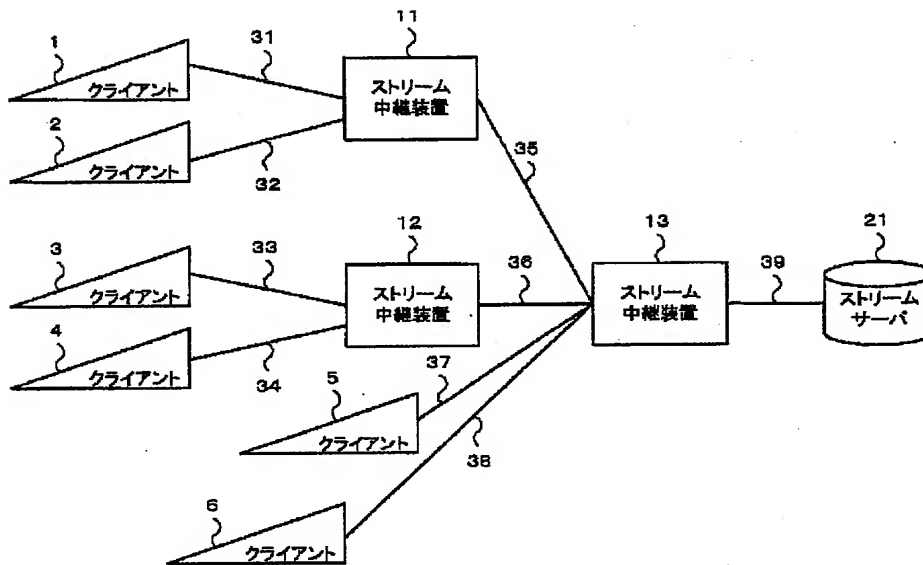 1
クライアント
31
11
ストリーム
中継装置
2
クライアント
32
35
3
クライアント
33
12
ストリーム
中継装置
36
13
ストリーム
中継装置
39
21
ストリーム
サーバ
4
クライアント
34
5
クライアント
37
38
6
クライアント